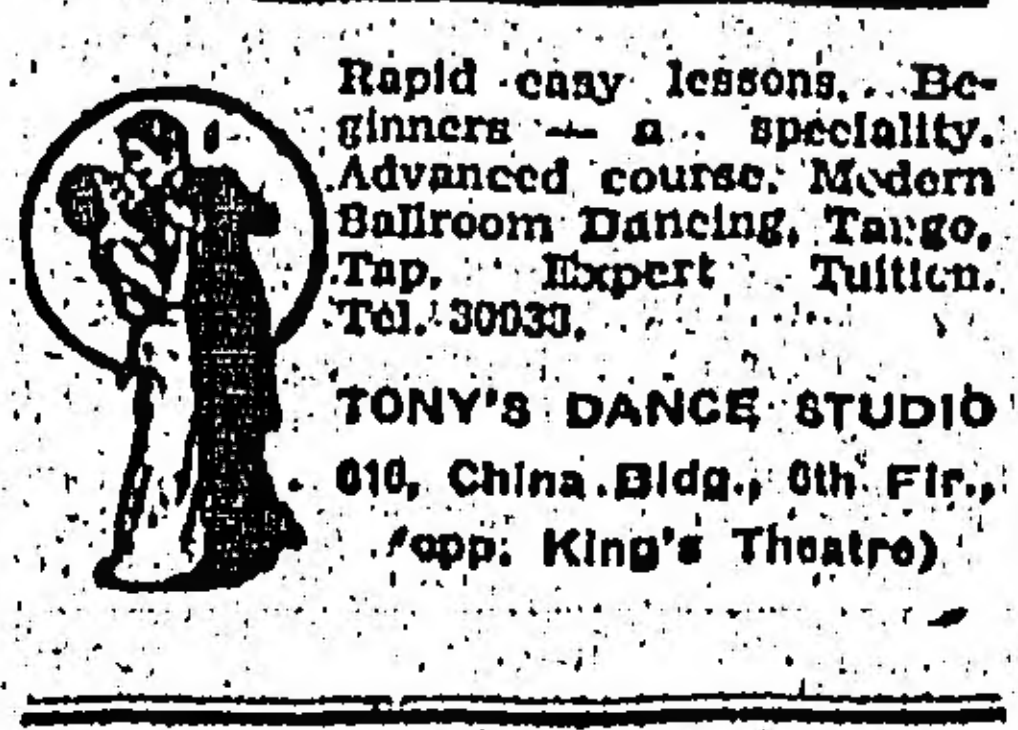 Rapid easy lessons. Be-
ginners — a speciality.
Advanced course. Modern
Ballroom Dancing, Tango,
Tap. Expert Tuition.
Tel.
TONY'S DANCE STUDIO
China Bldg., Flr.,
(opp. King's Theatre)